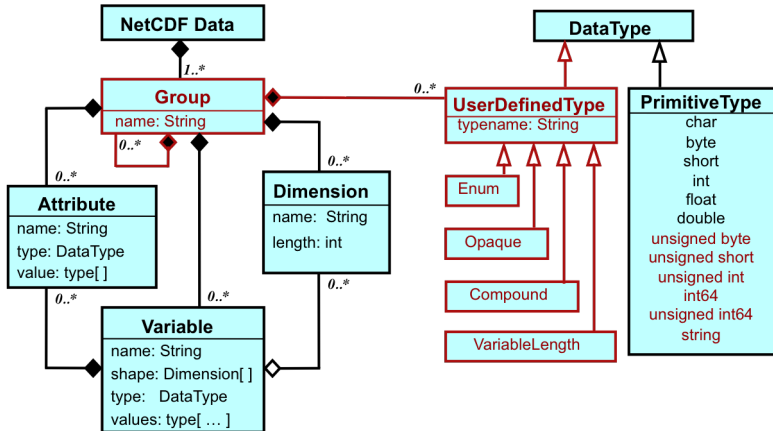 NetCDF Data
1..*
Group
name: String
0..*
0..*
Attribute
name: String
type: DataType
value: type[ ]
0..*
0..*
Dimension
name: String
length: int
0..*
0..*
Variable
name: String
shape: Dimension[ ]
type: DataType
values: type[ … ]
DataType
0..*
UserDefinedType
typename: String
Enum
Opaque
Compound
VariableLength
PrimitiveType
char
byte
short
int
float
double
unsigned byte
unsigned short
unsigned int
int64
unsigned int64
string